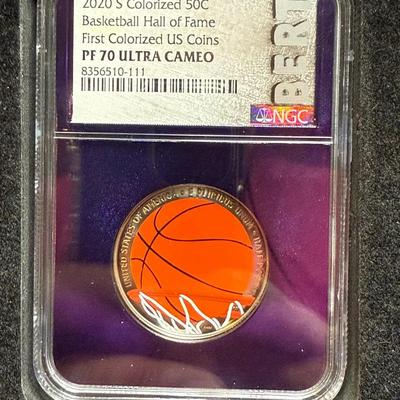 2020 S Colorized 50C
Basketball Hall of Fame
First Colorized US Coins
PF 70 ULTRA CAMEO
8356510-111
NGC
UNITED STATES OF AMERICA E PLURIBUS UNUM HALF